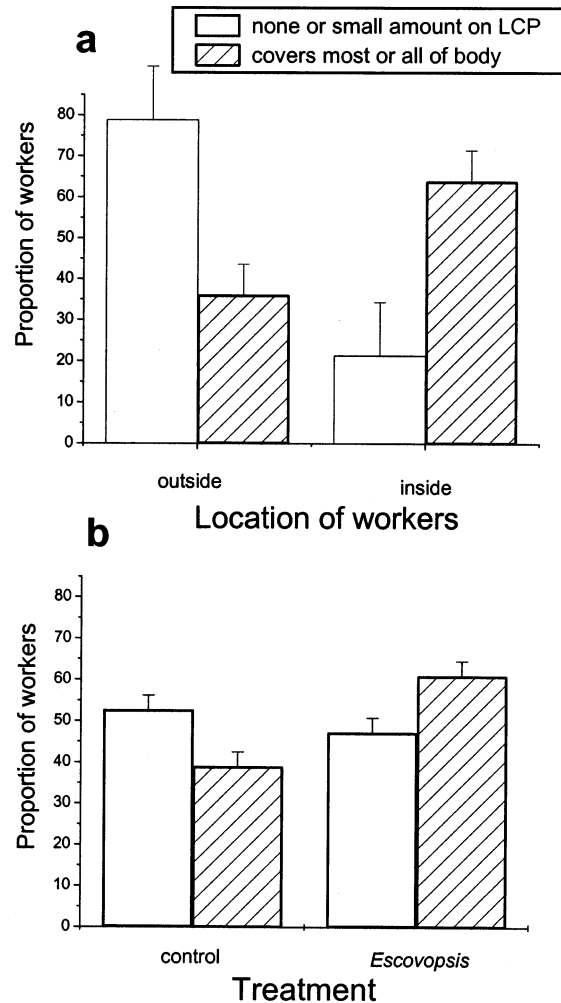 none or small amount on LCP
covers most or all of body
a
Proportion of workers
80
70
60
50
40
30
20
10
0
outside
inside
Location of workers
b
Proportion of workers
80
70
60
50
40
30
20
10
0
control
Escovopsis
Treatment